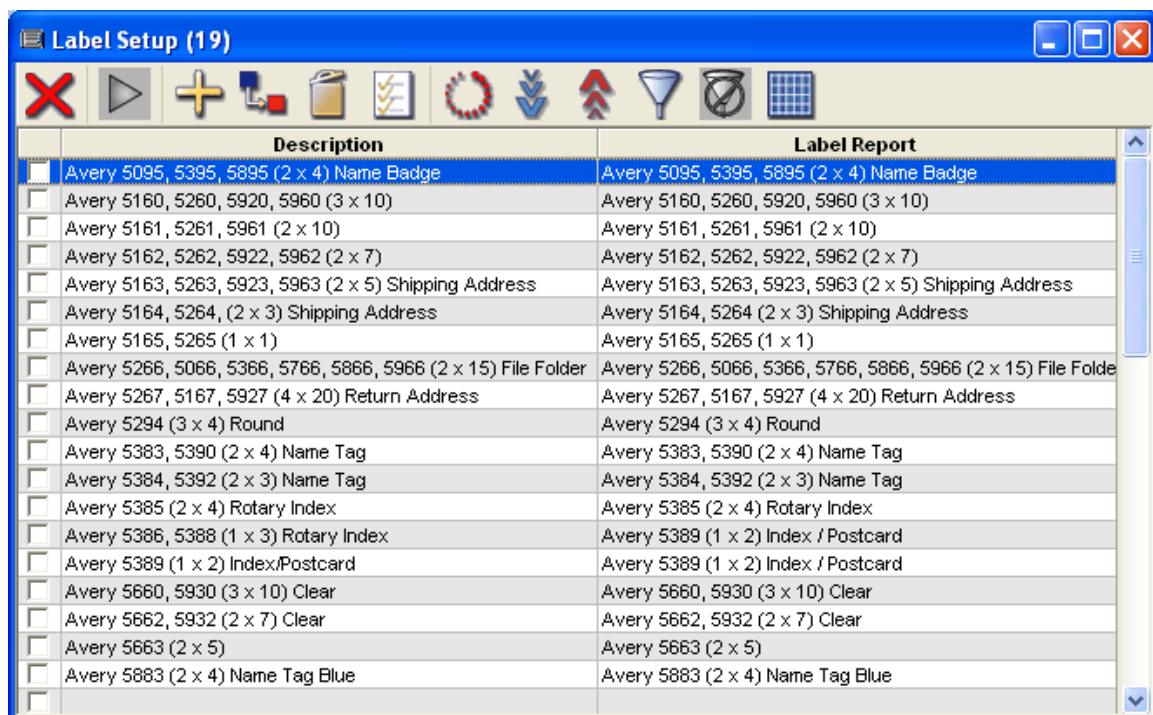 Label Setup (19)
Description Label Report
Avery 5095, 5395, 5895 (2 x 4) Name Badge Avery 5095, 5395, 5895 (2 x 4) Name Badge
Avery 5160, 5260, 5920, 5960 (3 x 10) Avery 5160, 5260, 5920, 5960 (3 x 10)
Avery 5161, 5261, 5961 (2 x 10) Avery 5161, 5261, 5961 (2 x 10)
Avery 5162, 5262, 5922, 5962 (2 x 7) Avery 5162, 5262, 5922, 5962 (2 x 7)
Avery 5163, 5263, 5923, 5963 (2 x 5) Shipping Address Avery 5163, 5263, 5923, 5963 (2 x 5) Shipping Address
Avery 5164, 5264, (2 x 3) Shipping Address Avery 5164, 5264 (2 x 3) Shipping Address
Avery 5165, 5265 (1 x 1) Avery 5165, 5265 (1 x 1)
Avery 5266, 5066, 5366, 5766, 5866, 5966 (2 x 15) File Folder Avery 5266, 5066, 5366, 5766, 5866, 5966 (2 x 15) File Folde
Avery 5267, 5167, 5927 (4 x 20) Return Address Avery 5267, 5167, 5927 (4 x 20) Return Address
Avery 5294 (3 x 4) Round Avery 5294 (3 x 4) Round
Avery 5383, 5390 (2 x 4) Name Tag Avery 5383, 5390 (2 x 4) Name Tag
Avery 5384, 5392 (2 x 3) Name Tag Avery 5384, 5392 (2 x 3) Name Tag
Avery 5385 (2 x 4) Rotary Index Avery 5385 (2 x 4) Rotary Index
Avery 5386, 5388 (1 x 3) Rotary Index Avery 5389 (1 x 2) Index / Postcard
Avery 5389 (1 x 2) Index/Postcard Avery 5389 (1 x 2) Index / Postcard
Avery 5660, 5930 (3 x 10) Clear Avery 5660, 5930 (3 x 10) Clear
Avery 5662, 5932 (2 x 7) Clear Avery 5662, 5932 (2 x 7) Clear
Avery 5663 (2 x 5) Avery 5663 (2 x 5)
Avery 5883 (2 x 4) Name Tag Blue Avery 5883 (2 x 4) Name Tag Blue